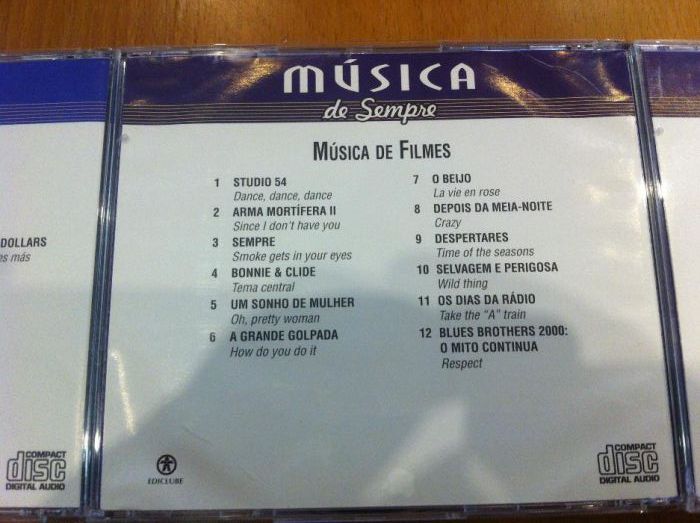 MÚSICA
de Sempre
MÚSICA DE FILMES
1 STUDIO 54
Dance, dance, dance
2 ARMA MORTÍFERA II
Since I don't have you
3 SEMPRE
Smoke gets in your eyes
4 BONNIE & CLIDE
Tema central
5 UM SONHO DE MULHER
Oh, pretty woman
6 A GRANDE GOLPADA
How do you do it
7 O BEIJO
La vie en rose
8 DEPOIS DA MEIA-NOITE
Crazy
9 DESPERTARES
Time of the seasons
10 SELVAGEM E PERIGOSA
Wild thing
11 OS DIAS DA RÁDIO
Take the "A" train
12 BLUES BROTHERS 2000:
O MITO CONTINUA
Respect
DOLLARS
es más
COMPACT
disc
DIGITAL AUDIO
EDICLUBE
COMPACT
disc
DIGITAL AUDIO